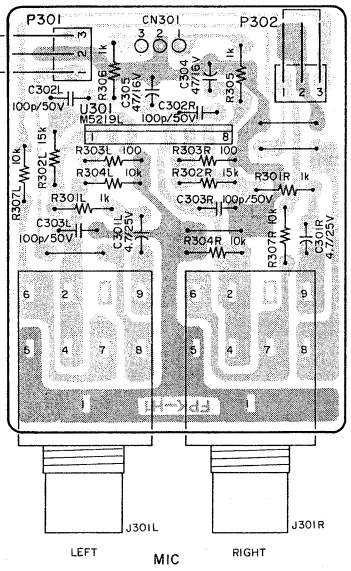 P301
CN301
P302
3 2 1
3
2
1
1 2 3
R306 1k
C305 47/16V
C304 47/16V
R305 1k
C302L
100p/50V
U301
M5219L
C302R
100p/50V
1 8
R307L 10k
R302L 15k
R303L 100
R303R 100
R304L 10k
R302R 15k
R301R 1k
R301L 1k
C303R 100p/50V
C303L
100p/50V
C301L
4.7/25V
R304R 10k
R307R 10k
C301R
4.7/25V
6 2 9
6 2 9
5 4 7 8
5 4 7 8
1
FPK-H1
1
J301L
J301R
LEFT
RIGHT
MIC